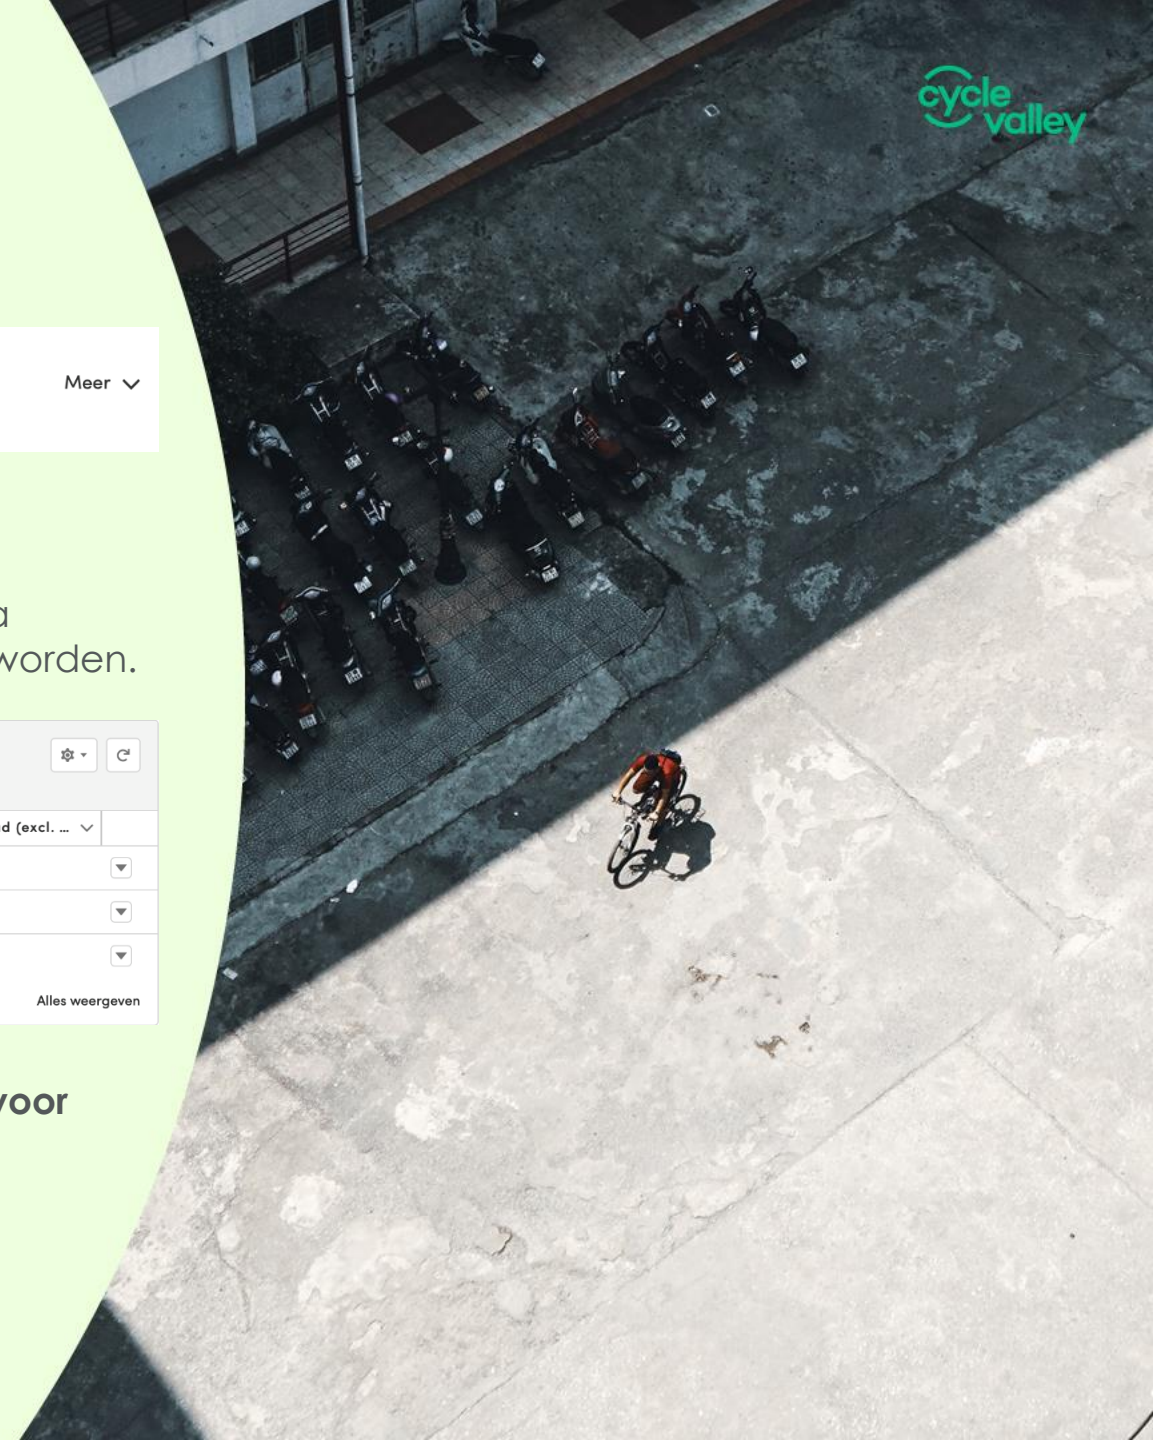 cycle
valley
Meer
worden.
(excl. ...
Alles weergeven
voor